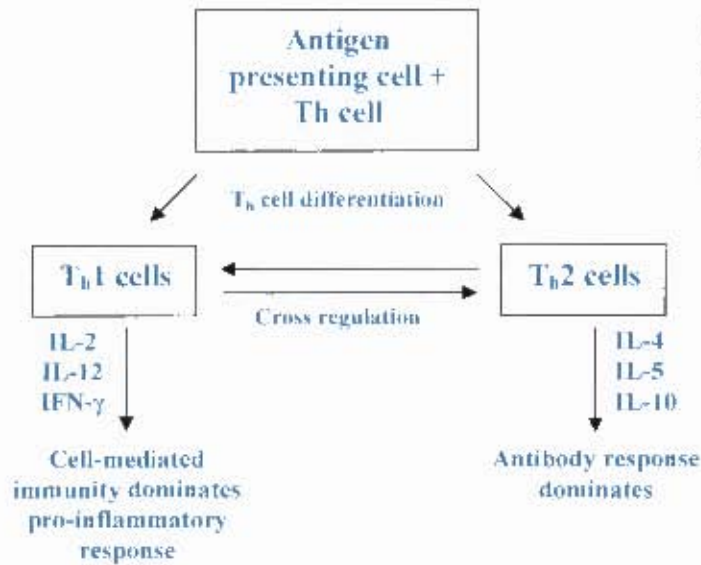 Antigen
presenting cell +
Th cell
Tₕ cell differentiation
Tₕ1 cells
Tₕ2 cells
Cross regulation
IL-2
IL-12
IFN-γ
IL-4
IL-5
IL-10
Cell-mediated
immunity dominates
pro-inflammatory
response
Antibody response
dominates